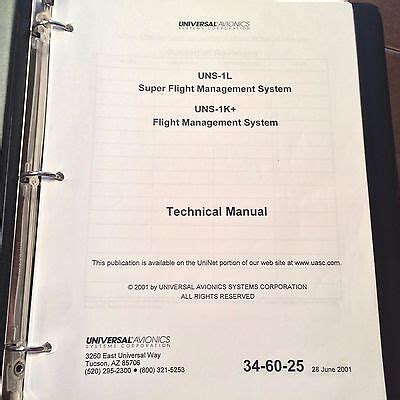 UNIVERSAL AVIONICS
SYSTEMS CORPORATION
UNS-1L
Super Flight Management System
UNS-1K+
Flight Management System
Technical Manual
This publication is available on the UniNet portion of our web site at www.uasc.com.
© 2001 by UNIVERSAL AVIONICS SYSTEMS CORPORATION
ALL RIGHTS RESERVED
UNIVERSAL AVIONICS
SYSTEMS CORPORATION
3260 East Universal Way
Tucson, AZ 85706
(520) 295-2300 • (800) 321-5253
34-60-25 28 June 2001